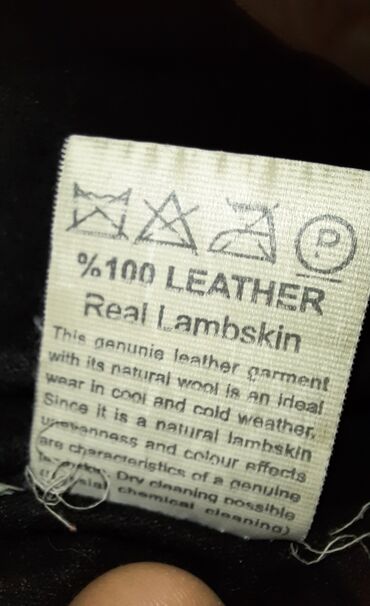 P
%100 LEATHER
Real Lambskin
This genunie leather garment
with its natural wool is an ideal
wear in cool and cold weather.
Since it is a natural lambskin
unevenness and colour effects
are characteristics of a genuine
Dry cleaning possible
chemical cleaning)